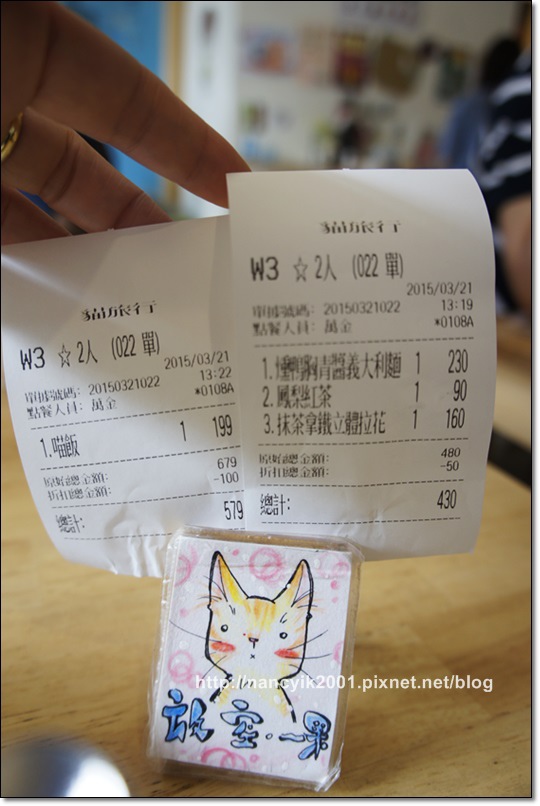 貓旅行
W3 ☆2人 (022 單)
2015/03/21
單據號碼: 20150321022 13:22
點餐人員: 萬金 *0108A
1.喵飯 1 199
原始總金額: 679
折扣總金額: -100
總計: 579
貓旅行
W3 ☆2人 (022 單)
2015/03/21
單據號碼: 20150321022 13:19
點餐人員: 萬金 *0108A
1.燻鴨胸青醬義大利麵 1 230
2.鳳梨紅茶 1 90
3.抹茶拿鐵立體拉花 1 160
原始總金額: 480
折扣總金額: -50
總計: 430
http://nancyik2001.pixnet.net/blog
放空.一果